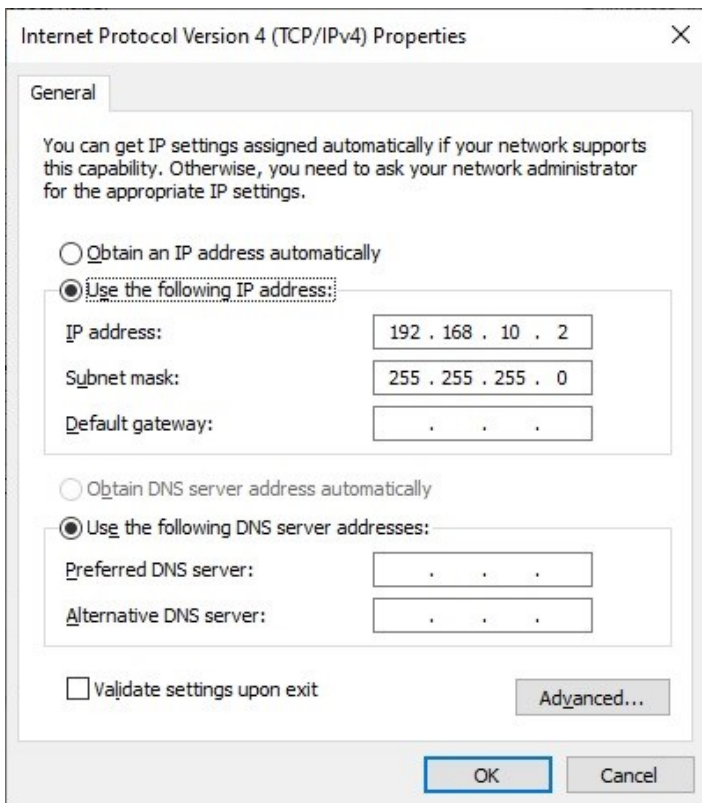 Internet Protocol Version 4 (TCP/IPv4) Properties
General
You can get IP settings assigned automatically if your network supports
this capability. Otherwise, you need to ask your network administrator
for the appropriate IP settings.
Obtain an IP address automatically
Use the following IP address:
IP address: 192 . 168 . 10 . 2
Subnet mask: 255 . 255 . 255 . 0
Default gateway: . . .
Obtain DNS server address automatically
Use the following DNS server addresses:
Preferred DNS server: . . .
Alternative DNS server: . . .
Validate settings upon exit
Advanced...
OK Cancel